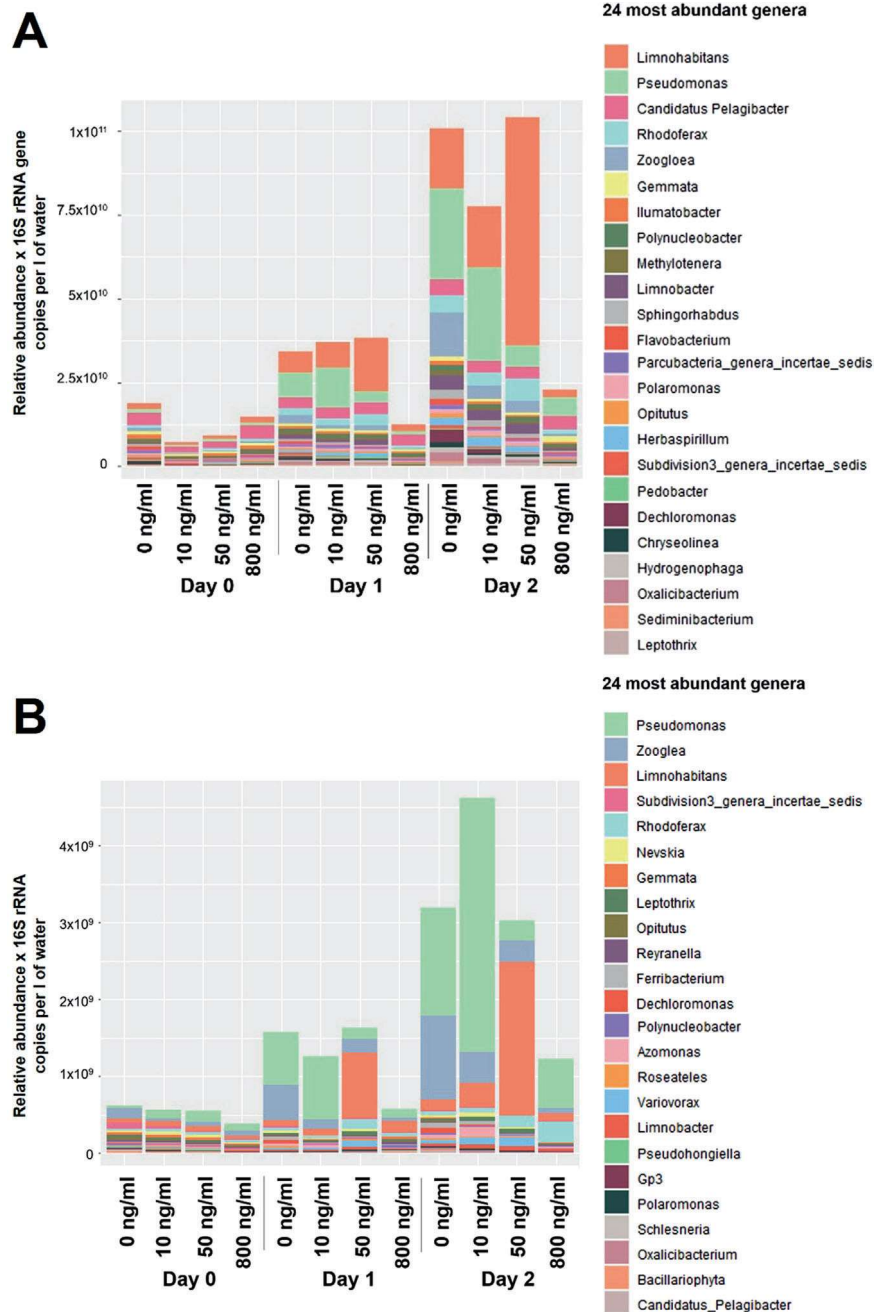 A
24 most abundant genera
Relative abundance x 16S rRNA gene
copies per l of water
1x10¹¹
7.5x10¹⁰
5x10¹⁰
2.5x10¹⁰
0
0 ng/ml
10 ng/ml
50 ng/ml
800 ng/ml
0 ng/ml
10 ng/ml
50 ng/ml
800 ng/ml
0 ng/ml
10 ng/ml
50 ng/ml
800 ng/ml
Day 0
Day 1
Day 2
Limnohabitans
Pseudomonas
Candidatus Pelagibacter
Rhodoferax
Zoogloea
Gemmata
Ilumatobacter
Polynucleobacter
Methylotenera
Limnobacter
Sphingorhabdus
Flavobacterium
Parcubacteria_genera_incertae_sedis
Polaromonas
Opitutus
Herbaspirillum
Subdivision3_genera_incertae_sedis
Pedobacter
Dechloromonas
Chryseolinea
Hydrogenophaga
Oxalicibacterium
Sediminibacterium
Leptothrix
B
24 most abundant genera
Relative abundance x 16S rRNA
copies per l of water
4x10⁹
3x10⁹
2x10⁹
1x10⁹
0
0 ng/ml
10 ng/ml
50 ng/ml
800 ng/ml
0 ng/ml
10 ng/ml
50 ng/ml
800 ng/ml
0 ng/ml
10 ng/ml
50 ng/ml
800 ng/ml
Day 0
Day 1
Day 2
Pseudomonas
Zooglea
Limnohabitans
Subdivision3_genera_incertae_sedis
Rhodoferax
Nevskia
Gemmata
Leptothrix
Opitutus
Reyranella
Ferribacterium
Dechloromonas
Polynucleobacter
Azomonas
Roseateles
Variovorax
Limnobacter
Pseudohongiella
Gp3
Polaromonas
Schlesneria
Oxalicibacterium
Bacillariophyta
Candidatus_Pelagibacter